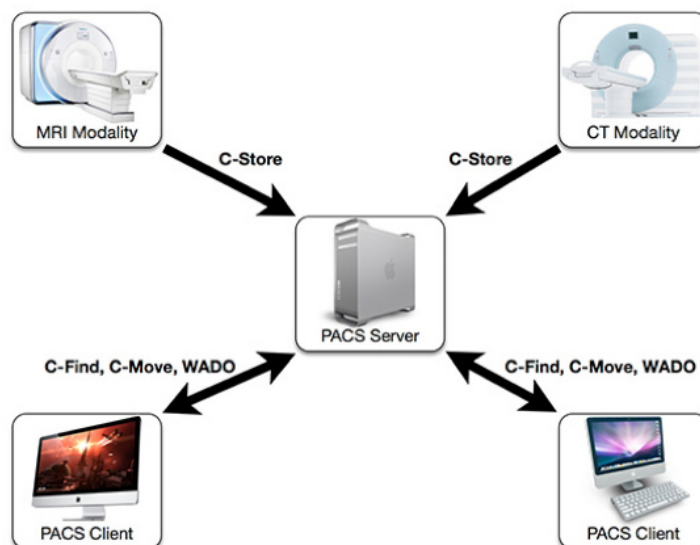 MRI Modality
CT Modality
C-Store
C-Store
PACS Server
C-Find, C-Move, WADO
C-Find, C-Move, WADO
PACS Client
PACS Client